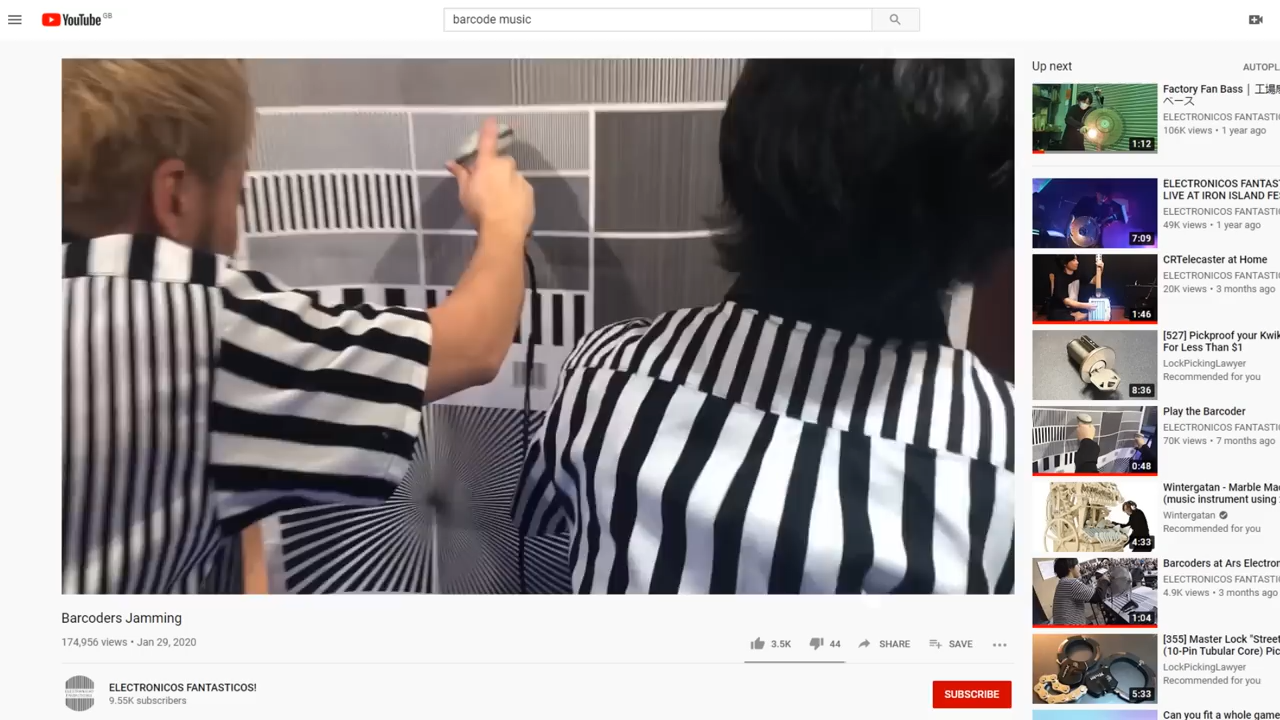 YouTube GB
barcode music
Up next
AUTOPL
1:12
Factory Fan Bass | 工場
ベース
ELECTRONICOS FANTASTIC
106K views • 1 year ago
7:09
ELECTRONICOS FANTAST
LIVE AT IRON ISLAND FE
ELECTRONICOS FANTASTIC
49K views • 1 year ago
1:46
CRTelecaster at Home
ELECTRONICOS FANTASTIC
20K views • 3 months ago
8:36
[527] Pickproof your Kwik
For Less Than $1
LockPickingLawyer
Recommended for you
0:48
Play the Barcoder
ELECTRONICOS FANTASTIC
70K views • 7 months ago
4:33
Wintergatan - Marble Ma
(music instrument using
Wintergatan
Recommended for you
1:04
Barcoders at Ars Electron
ELECTRONICOS FANTASTIC
4.9K views • 3 months ago
5:33
[355] Master Lock "Street
(10-Pin Tubular Core) Pic
LockPickingLawyer
Recommended for you
Can you fit a whole game
Barcoders Jamming
174,956 views • Jan 29, 2020
3.5K 44 SHARE SAVE
ELECTRONICOS FANTASTICOS!
9.55K subscribers
SUBSCRIBE